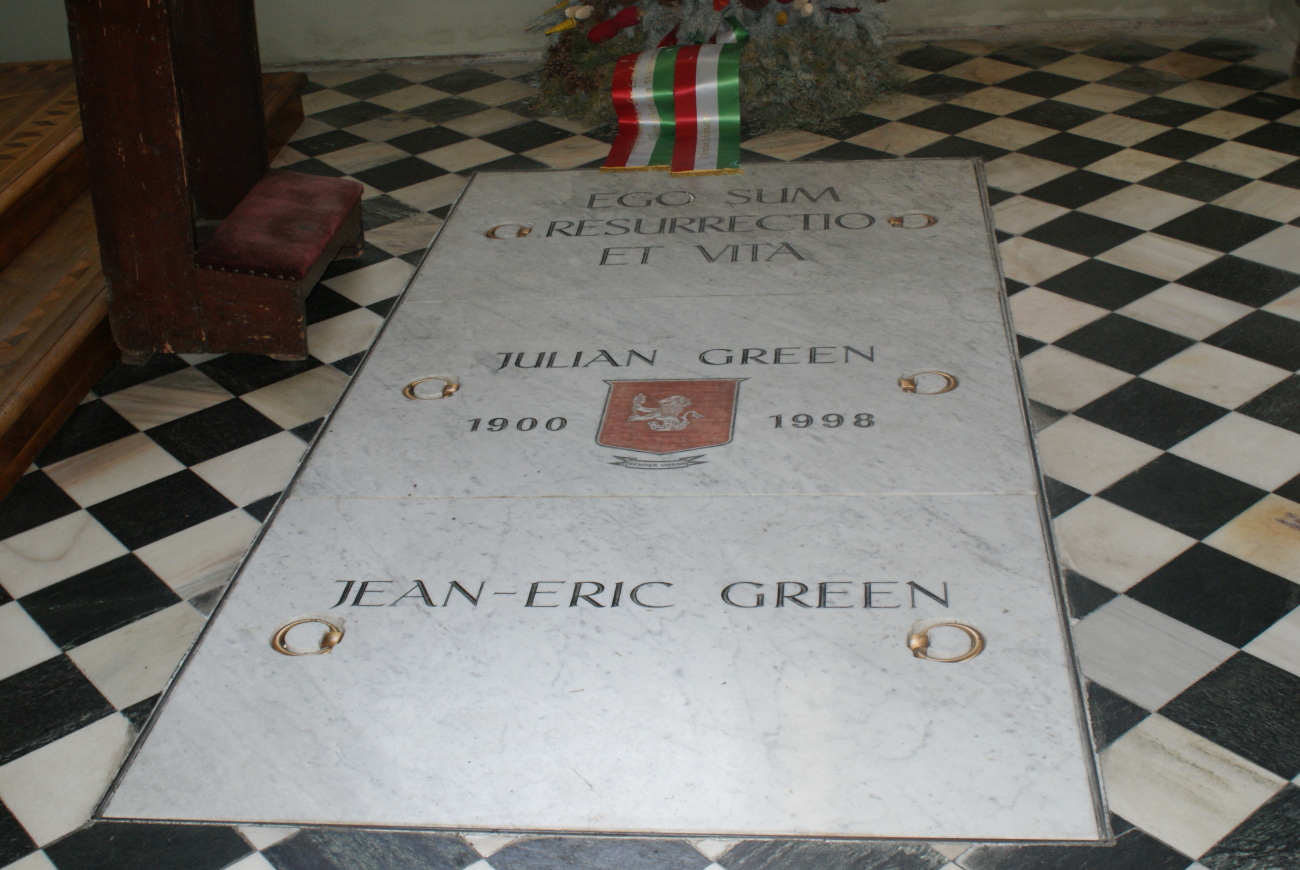 EGO SUM
RESURRECTIO
ET VITA
JULIAN GREEN
1900 1998
JEAN-ERIC GREEN